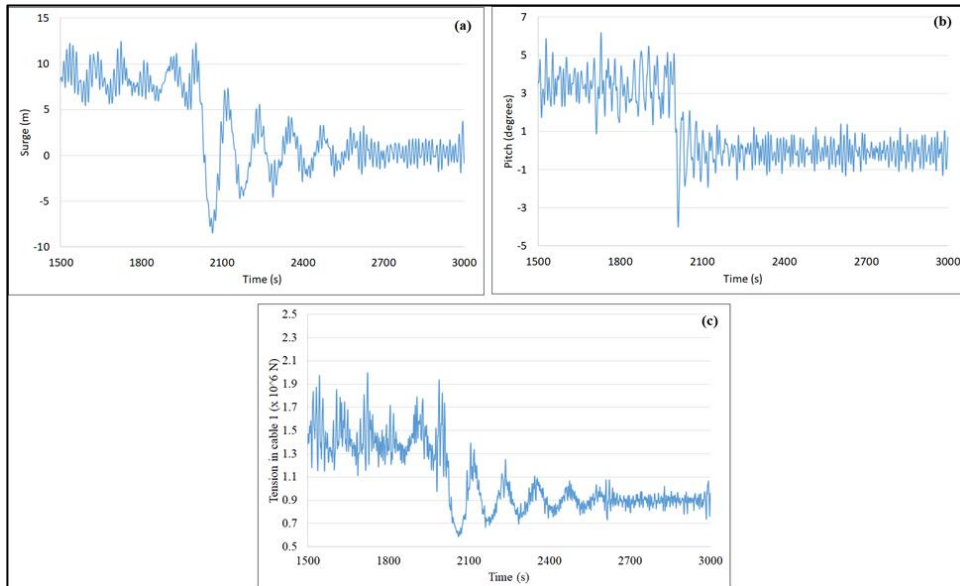 (a)
15
10
5
0
-5
-10
Surge (m)
1500 1800 2100 2400 2700 3000
Time (s)
(b)
7
5
3
1
-1
-3
-5
Pitch (degrees)
1500 1800 2100 2400 2700 3000
Time (s)
(c)
2.5
2.3
2.1
1.9
1.7
1.5
1.3
1.1
0.9
0.7
0.5
Tension in cable 1 (x 10^6 N)
1500 1800 2100 2400 2700 3000
Time (s)